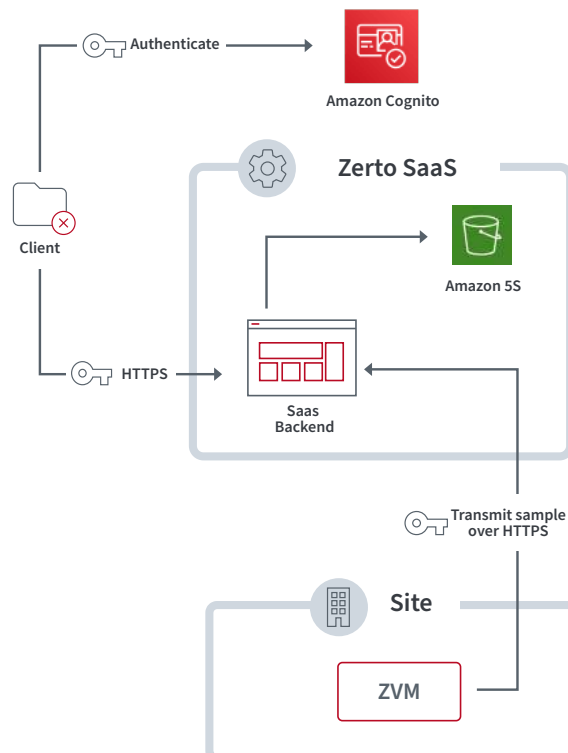 Authenticate
Amazon Cognito
Zerto SaaS
Client
Amazon 5S
HTTPS
Saas
Backend
Transmit sample
over HTTPS
Site
ZVM